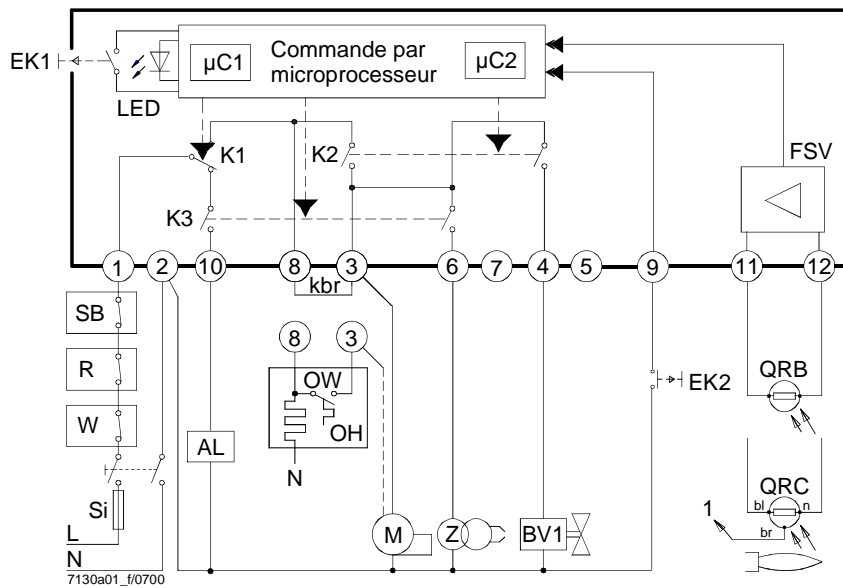 EK1
LED
µC1
Commande par
microprocesseur
µC2
FSV
K1
K2
K3
1 2 10 8 3 6 7 4 5 9 11 12
kbr
SB
R
W
Si
L
N
8 3
OW
OH
N
AL
EK2
QRB
QRC
bl n
br
1
M
Z
BV1
7130a01_f/0700